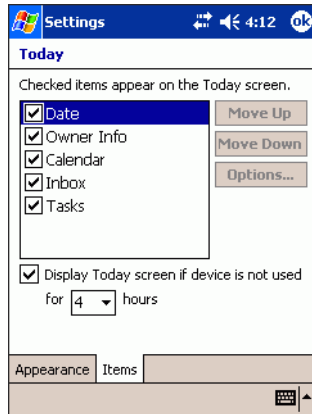 Settings 4:12 ok
Today
Checked items appear on the Today screen.
Date
Owner Info
Calendar
Inbox
Tasks
Move Up
Move Down
Options...
Display Today screen if device is not used
for 4 hours
Appearance Items